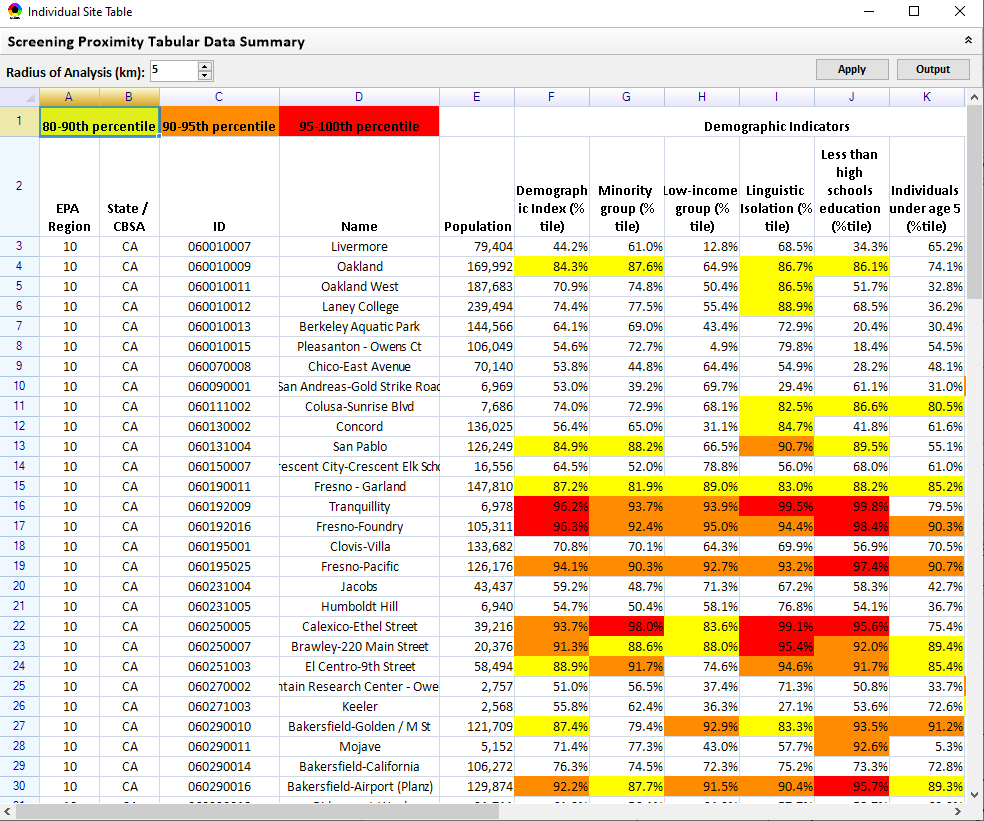 Individual Site Table
Screening Proximity Tabular Data Summary
Radius of Analysis (km): 5 Apply Output
A B C D E F G H I J K
1 80-90th percentile 90-95th percentile 95-100th percentile Demographic Indicators
2 EPA Region State / CBSA ID Name Population Demographic Index (%tile) Minority group (%tile) Low-income group (%tile) Linguistic Isolation (%tile) Less than high schools education (%tile) Individuals under age 5 (%tile)
3 10 CA 060010007 Livermore 79,404 44.2% 61.0% 12.8% 68.5% 34.3% 65.2%
4 10 CA 060010009 Oakland 169,992 84.3% 87.6% 64.9% 86.7% 86.1% 74.1%
5 10 CA 060010011 Oakland West 187,683 70.9% 74.8% 50.4% 86.5% 51.7% 32.8%
6 10 CA 060010012 Laney College 239,494 74.4% 77.5% 55.4% 88.9% 68.5% 36.2%
7 10 CA 060010013 Berkeley Aquatic Park 144,566 64.1% 69.0% 43.4% 72.9% 20.4% 30.4%
8 10 CA 060010015 Pleasanton - Owens Ct 106,049 54.6% 72.7% 4.9% 79.8% 18.4% 54.5%
9 10 CA 060070008 Chico-East Avenue 70,140 53.8% 44.8% 64.4% 54.9% 28.2% 48.1%
10 10 CA 060090001 San Andreas-Gold Strike Road 6,969 53.0% 39.2% 69.7% 29.4% 61.1% 31.0%
11 10 CA 060111002 Colusa-Sunrise Blvd 7,686 74.0% 72.9% 68.1% 82.5% 86.6% 80.5%
12 10 CA 060130002 Concord 136,025 56.4% 65.0% 31.1% 84.7% 41.8% 61.6%
13 10 CA 060131004 San Pablo 126,249 84.9% 88.2% 66.5% 90.7% 89.5% 55.1%
14 10 CA 060150007 rescent City-Crescent Elk Scho 16,556 64.5% 52.0% 78.8% 56.0% 68.0% 61.0%
15 10 CA 060190011 Fresno - Garland 147,810 87.2% 81.9% 89.0% 83.0% 88.2% 85.2%
16 10 CA 060192009 Tranquillity 6,978 96.2% 93.7% 93.9% 99.5% 99.8% 79.5%
17 10 CA 060192016 Fresno-Foundry 105,311 96.3% 92.4% 95.0% 94.4% 98.4% 90.3%
18 10 CA 060195001 Clovis-Villa 133,682 70.8% 70.1% 64.3% 69.9% 56.9% 70.5%
19 10 CA 060195025 Fresno-Pacific 126,176 94.1% 90.3% 92.7% 93.2% 97.4% 90.7%
20 10 CA 060231004 Jacobs 43,437 59.2% 48.7% 71.3% 67.2% 58.3% 42.7%
21 10 CA 060231005 Humboldt Hill 6,940 54.7% 50.4% 58.1% 76.8% 54.1% 36.7%
22 10 CA 060250005 Calexico-Ethel Street 39,216 93.7% 98.0% 83.6% 99.1% 95.6% 75.4%
23 10 CA 060250007 Brawley-220 Main Street 20,376 91.3% 88.6% 88.0% 95.4% 92.0% 89.4%
24 10 CA 060251003 El Centro-9th Street 58,494 88.9% 91.7% 74.6% 94.6% 91.7% 85.4%
25 10 CA 060270002 ntain Research Center - Owe 2,757 51.0% 56.5% 37.4% 71.3% 50.8% 33.7%
26 10 CA 060271003 Keeler 2,568 55.8% 62.4% 36.3% 27.1% 53.6% 72.6%
27 10 CA 060290010 Bakersfield-Golden / M St 121,709 87.4% 79.4% 92.9% 83.3% 93.5% 91.2%
28 10 CA 060290011 Mojave 5,152 71.4% 77.3% 43.0% 57.7% 92.6% 5.3%
29 10 CA 060290014 Bakersfield-California 106,272 76.3% 74.5% 72.3% 75.2% 73.3% 72.8%
30 10 CA 060290016 Bakersfield-Airport (Planz) 129,874 92.2% 87.7% 91.5% 90.4% 95.7% 89.3%